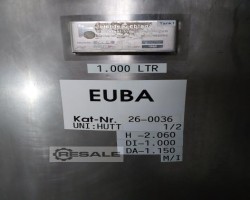 1.000 LTR
EUBA
Kat-Nr. 26-0036
UNI:HUTT 1/2
H -2.060
DI-1.000
DA-1.150
M/I
RESALE